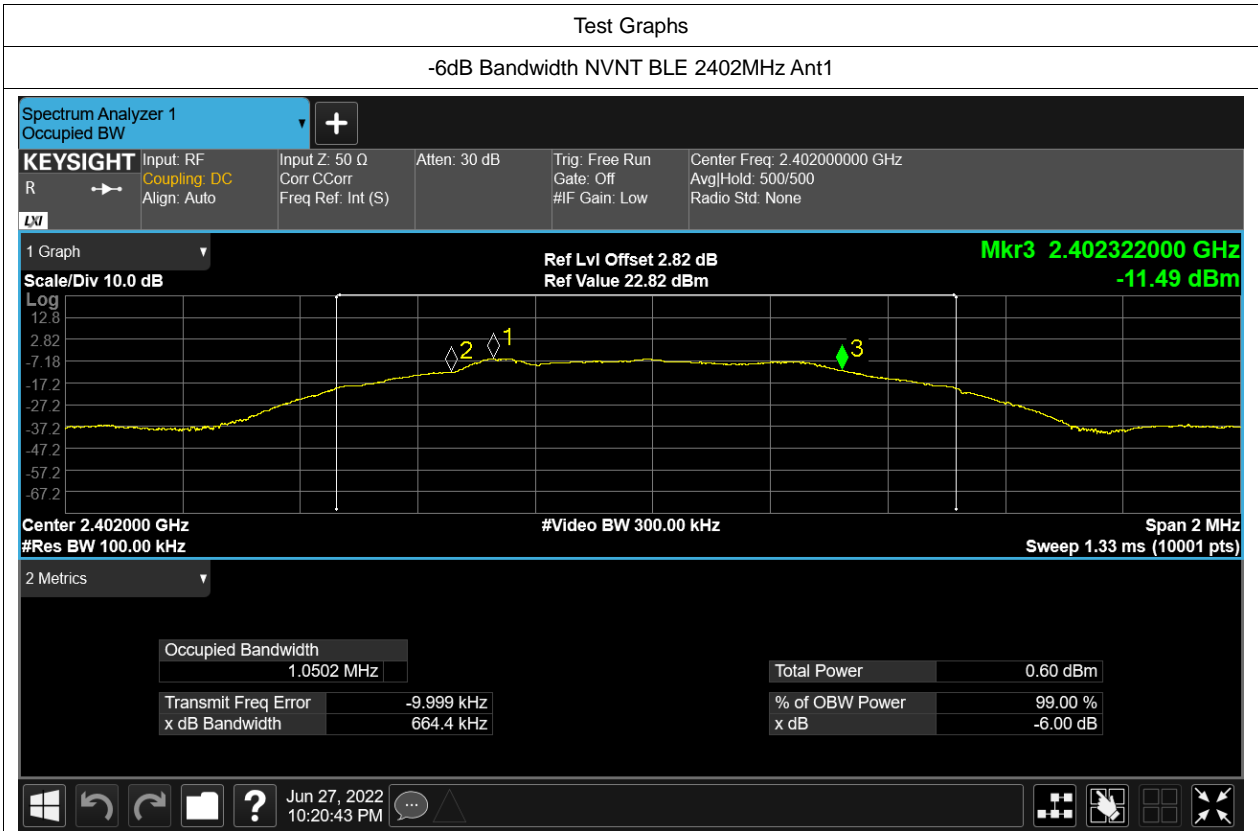 Test Graphs
-6dB Bandwidth NVNT BLE 2402MHz Ant1
Spectrum Analyzer 1
Occupied BW
KEYSIGHT
R
LXI
Input: RF
Coupling: DC
Align: Auto
Input Z: 50 Ω
Corr CCorr
Freq Ref: Int (S)
Atten: 30 dB
Trig: Free Run
Gate: Off
#IF Gain: Low
Center Freq: 2.402000000 GHz
Avg|Hold: 500/500
Radio Std: None
1 Graph
Scale/Div 10.0 dB
Ref Lvl Offset 2.82 dB
Ref Value 22.82 dBm
Mkr3 2.402322000 GHz
-11.49 dBm
Log
12.8
2.82
-7.18
-17.2
-27.2
-37.2
-47.2
-57.2
-67.2
2
1
3
Center 2.402000 GHz
#Res BW 100.00 kHz
#Video BW 300.00 kHz
Span 2 MHz
Sweep 1.33 ms (10001 pts)
2 Metrics
Occupied Bandwidth
1.0502 MHz
Transmit Freq Error -9.999 kHz
x dB Bandwidth 664.4 kHz
Total Power 0.60 dBm
% of OBW Power 99.00 %
x dB -6.00 dB
?
Jun 27, 2022
10:20:43 PM